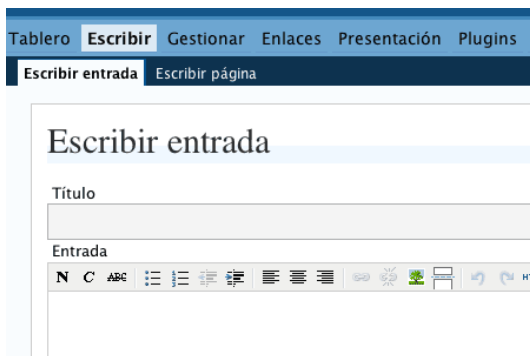 Tablero Escribir Gestionar Enlaces Presentación Plugins
Escribir entrada Escribir página
Escribir entrada
Título
Entrada
N C ABC